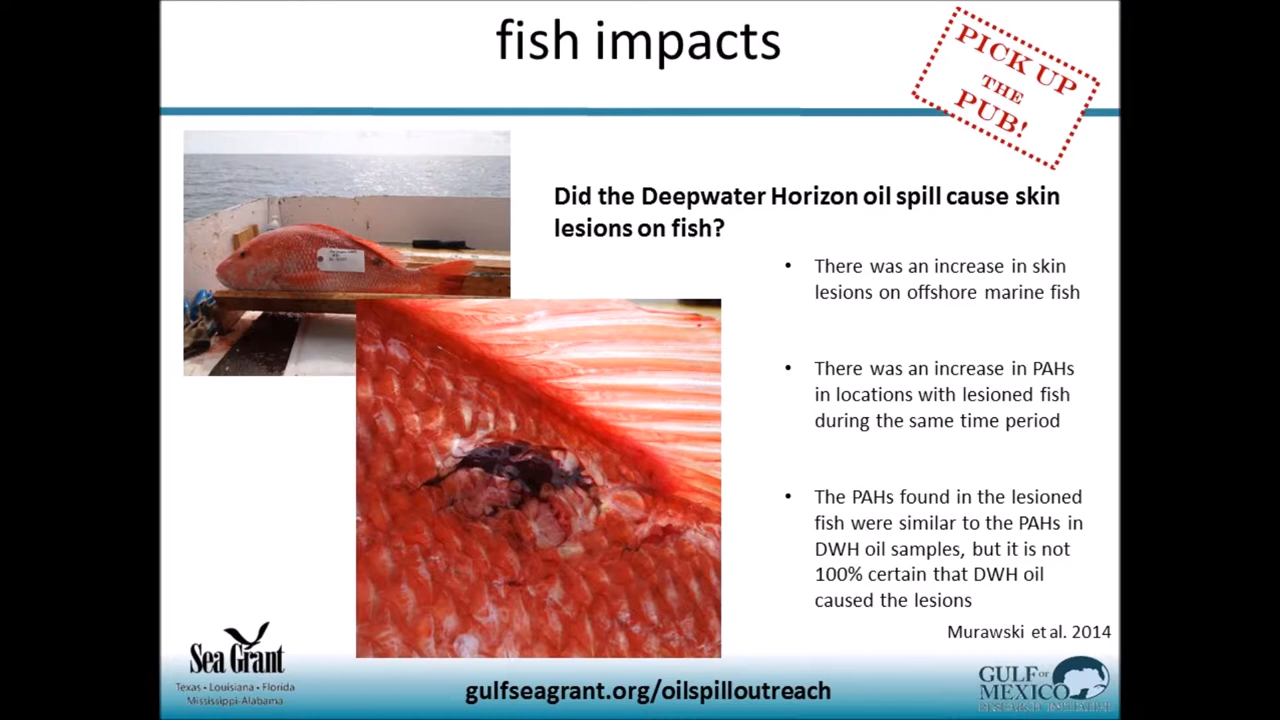 fish impacts
PICK UP
THE
PUB!
Did the Deepwater Horizon oil spill cause skin
lesions on fish?
• There was an increase in skin
lesions on offshore marine fish
• There was an increase in PAHs
in locations with lesioned fish
during the same time period
• The PAHs found in the lesioned
fish were similar to the PAHs in
DWH oil samples, but it is not
100% certain that DWH oil
caused the lesions
Murawski et al. 2014
Sea Grant
Texas • Louisiana • Florida
Mississippi-Alabama
gulfseagrant.org/oilspilloutreach
GULF OF
MEXICO
RESEARCH INITIATIVE